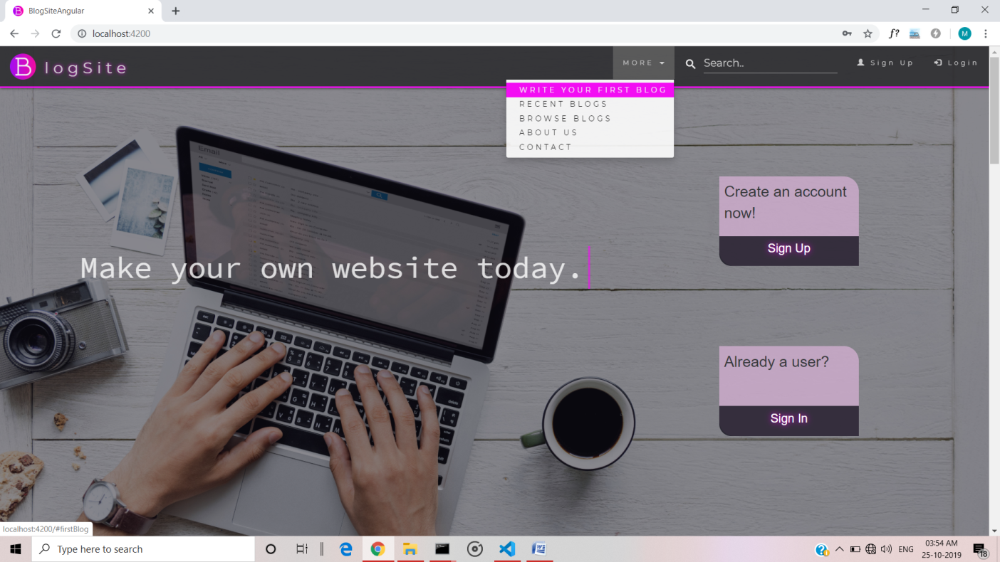 BlogSiteAngular
localhost:4200
f?
M
B logSite
MORE
Search..
Sign Up
Login
WRITE YOUR FIRST BLOG
RECENT BLOGS
BROWSE BLOGS
ABOUT US
CONTACT
Email
Create an account
now!
Sign Up
Make your own website today.
Already a user?
Sign In
localhost:4200/#firstBlog
Type here to search
ENG
03:54 AM
25-10-2019
18